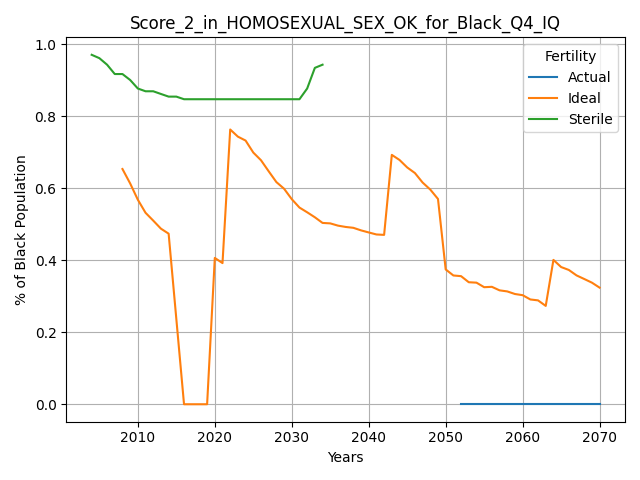 Score_2_in_HOMOSEXUAL_SEX_OK_for_Black_Q4_IQ
Fertility
Actual
Ideal
Sterile
% of Black Population
1.0
0.8
0.6
0.4
0.2
0.0
2010 2020 2030 2040 2050 2060 2070
Years